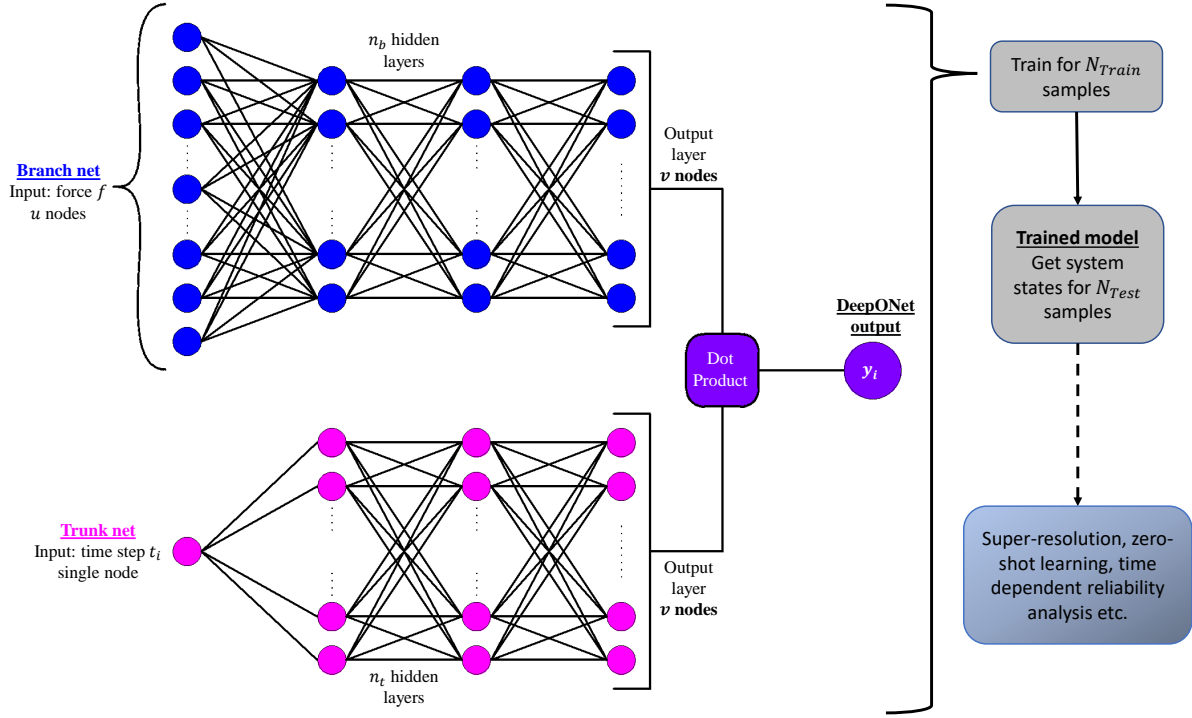 n_b hidden
layers
Branch net
Input: force f
u nodes
Output
layer
v nodes
Dot
Product
DeepONet
output
y_i
Trunk net
Input: time step t_i
single node
n_t hidden
layers
Output
layer
v nodes
Train for N_Train
samples
Trained model
Get system
states for N_Test
samples
Super-resolution, zero-
shot learning, time
dependent reliability
analysis etc.